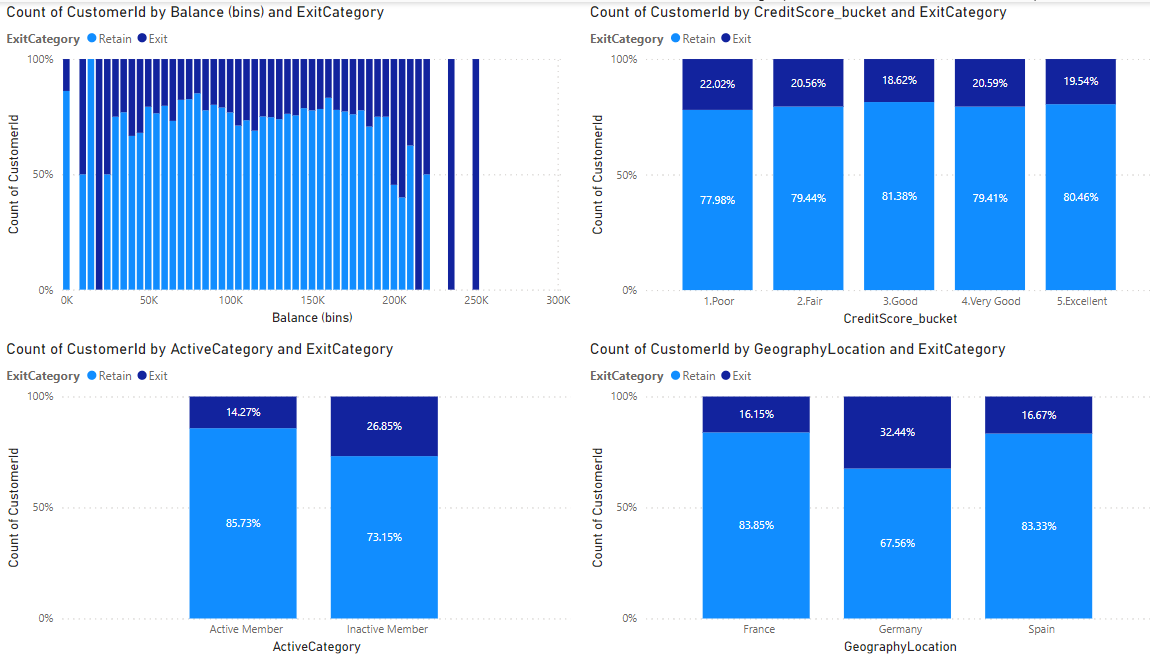 Count of CustomerId by Balance (bins) and ExitCategory
ExitCategory Retain Exit
100%
50%
0%
Count of CustomerId
0K 50K 100K 150K 200K 250K 300K
Balance (bins)
Count of CustomerId by CreditScore_bucket and ExitCategory
ExitCategory Retain Exit
100%
50%
0%
Count of CustomerId
22.02% 20.56% 18.62% 20.59% 19.54%
77.98% 79.44% 81.38% 79.41% 80.46%
1.Poor 2.Fair 3.Good 4.Very Good 5.Excellent
CreditScore_bucket
Count of CustomerId by ActiveCategory and ExitCategory
ExitCategory Retain Exit
100%
50%
0%
Count of CustomerId
14.27% 26.85%
85.73% 73.15%
Active Member Inactive Member
ActiveCategory
Count of CustomerId by GeographyLocation and ExitCategory
ExitCategory Retain Exit
100%
50%
0%
Count of CustomerId
16.15% 32.44% 16.67%
83.85% 67.56% 83.33%
France Germany Spain
GeographyLocation